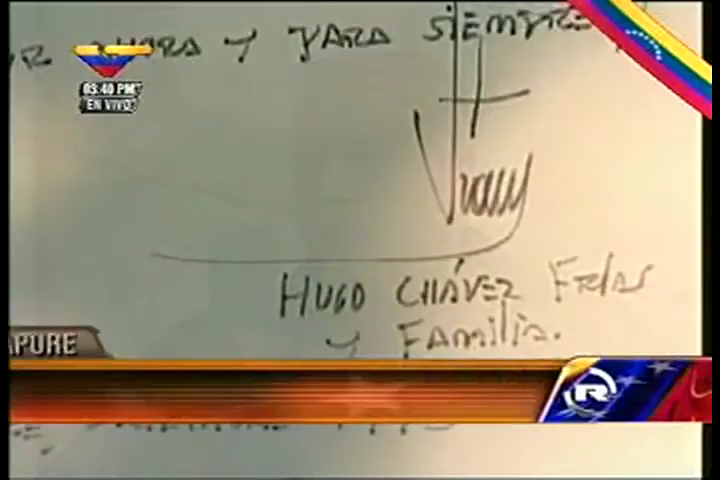 Y PARA SIEMPRE
03:40 PM
EN VIVO
HUGO CHÁVEZ FRÍAS
Y FAMILIA.
APURE
R